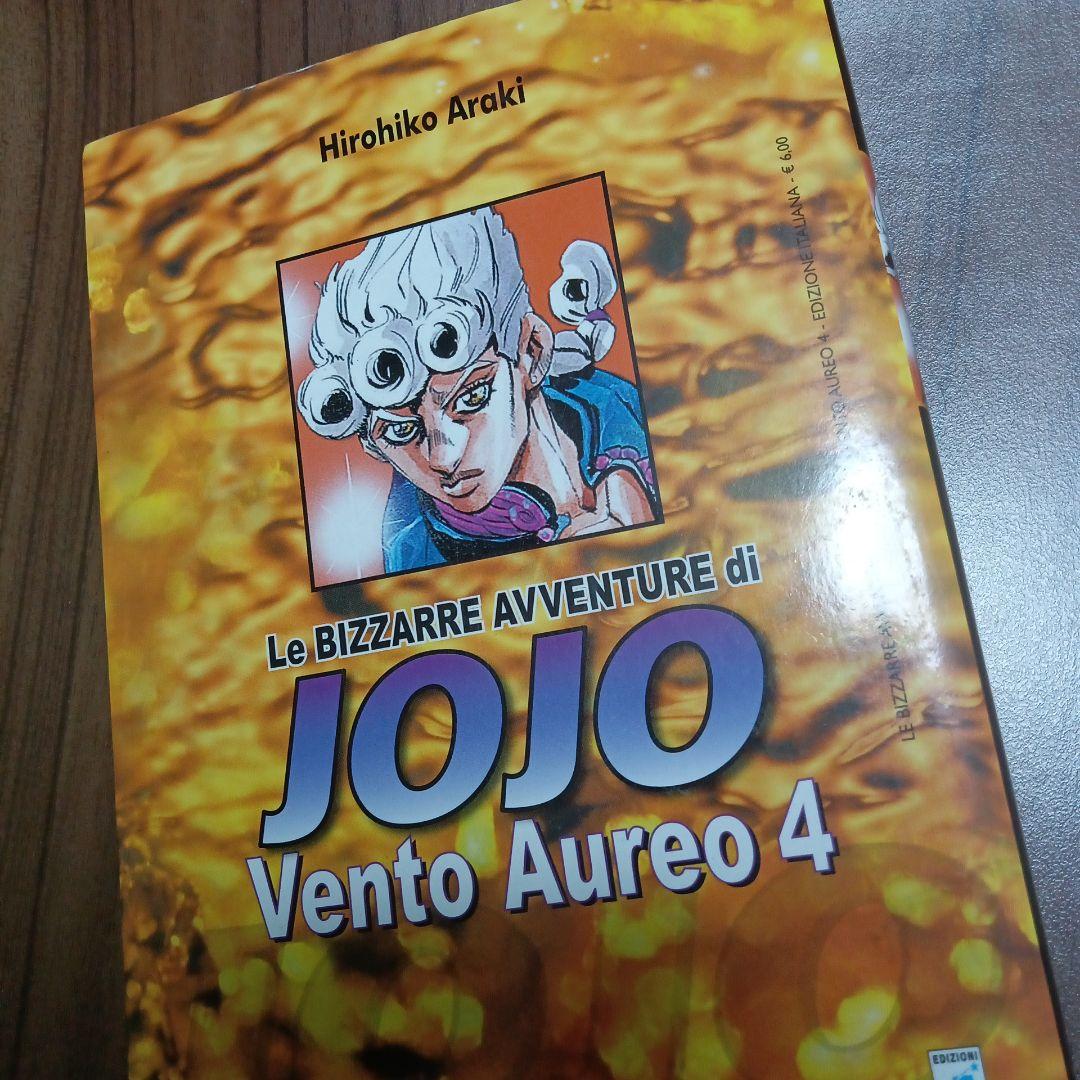 Hirohiko Araki
Le BIZZARRE AVVENTURE di
JOJO
Vento Aureo 4
LE BIZZARRE AUREO 4 - EDIZIONE ITALIANA - € 6,00
EDIZIONI